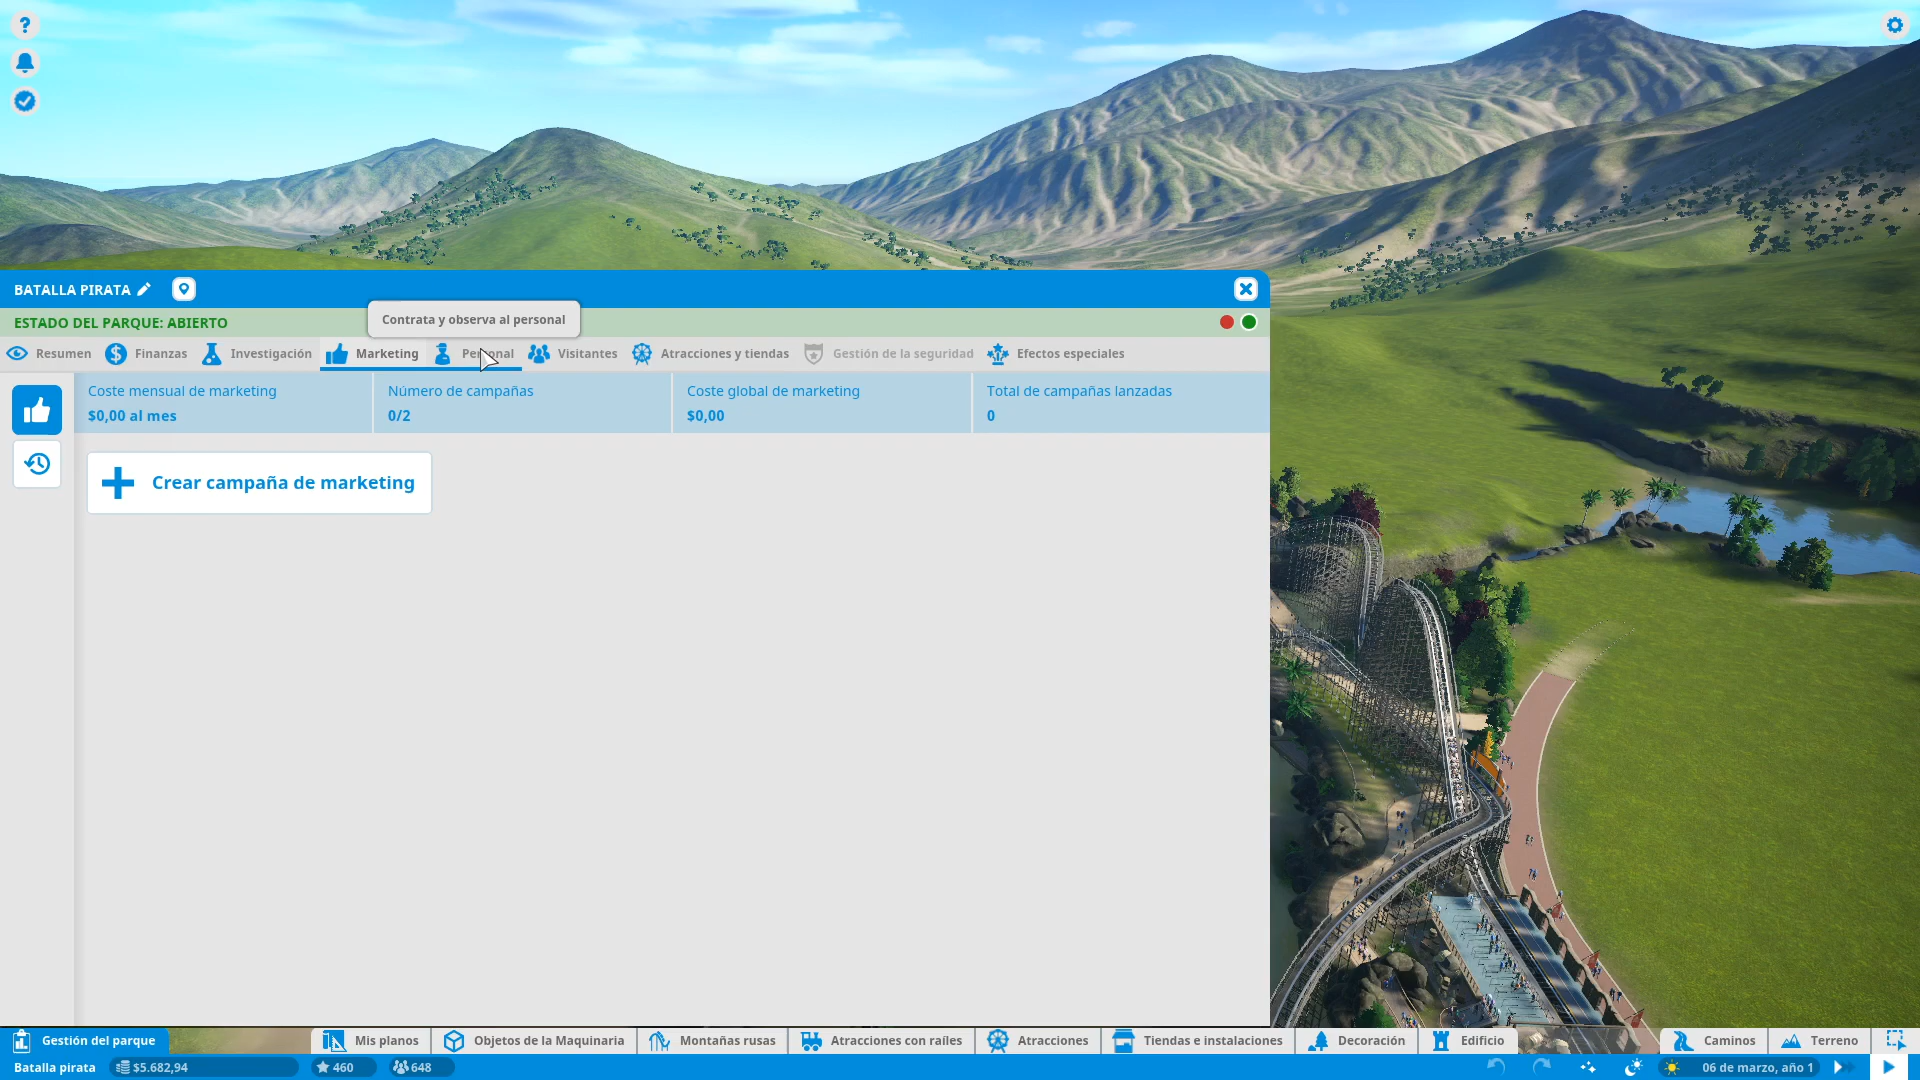 BATALLA PIRATA
Contrata y observa al personal
ESTADO DEL PARQUE: ABIERTO
Resumen Finanzas Investigación Marketing Personal Visitantes Atracciones y tiendas Gestión de la seguridad Efectos especiales
Coste mensual de marketing Número de campañas Coste global de marketing Total de campañas lanzadas
$0,00 al mes 0/2 $0,00 0
Crear campaña de marketing
Gestión del parque Mis planos Objetos de la Maquinaria Montañas rusas Atracciones con raíles Atracciones Tiendas e instalaciones Decoración Edificio Caminos Terreno
Batalla pirata $5.682,94 460 648 06 de marzo, año 1